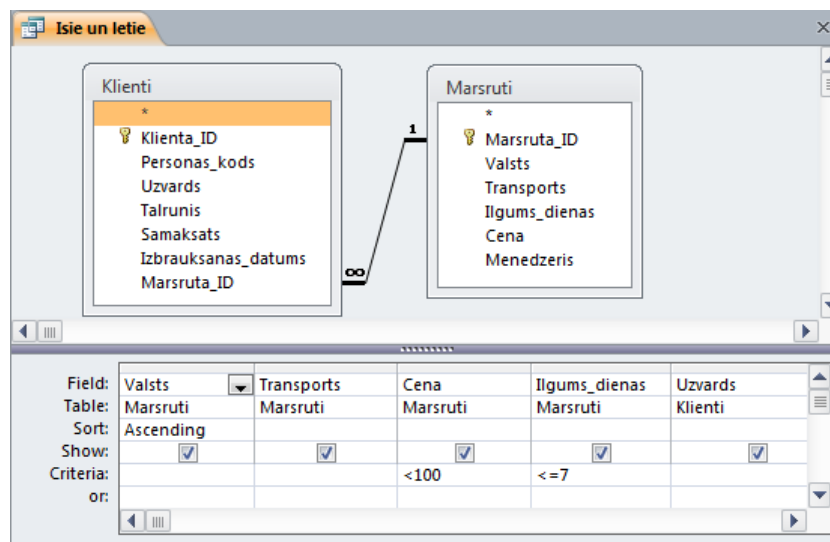 Isie un letie
Klienti
*
Klienta_ID
Personas_kods
Uzvards
Talrunis
Samaksats
Izbrauksanas_datums
Marsruta_ID
1
∞
Marsruti
*
Marsruta_ID
Valsts
Transports
Ilgums_dienas
Cena
Menedzeris
Field: Valsts Transports Cena Ilgums_dienas Uzvards
Table: Marsruti Marsruti Marsruti Marsruti Klienti
Sort: Ascending
Show:
Criteria: <100 <=7
or: